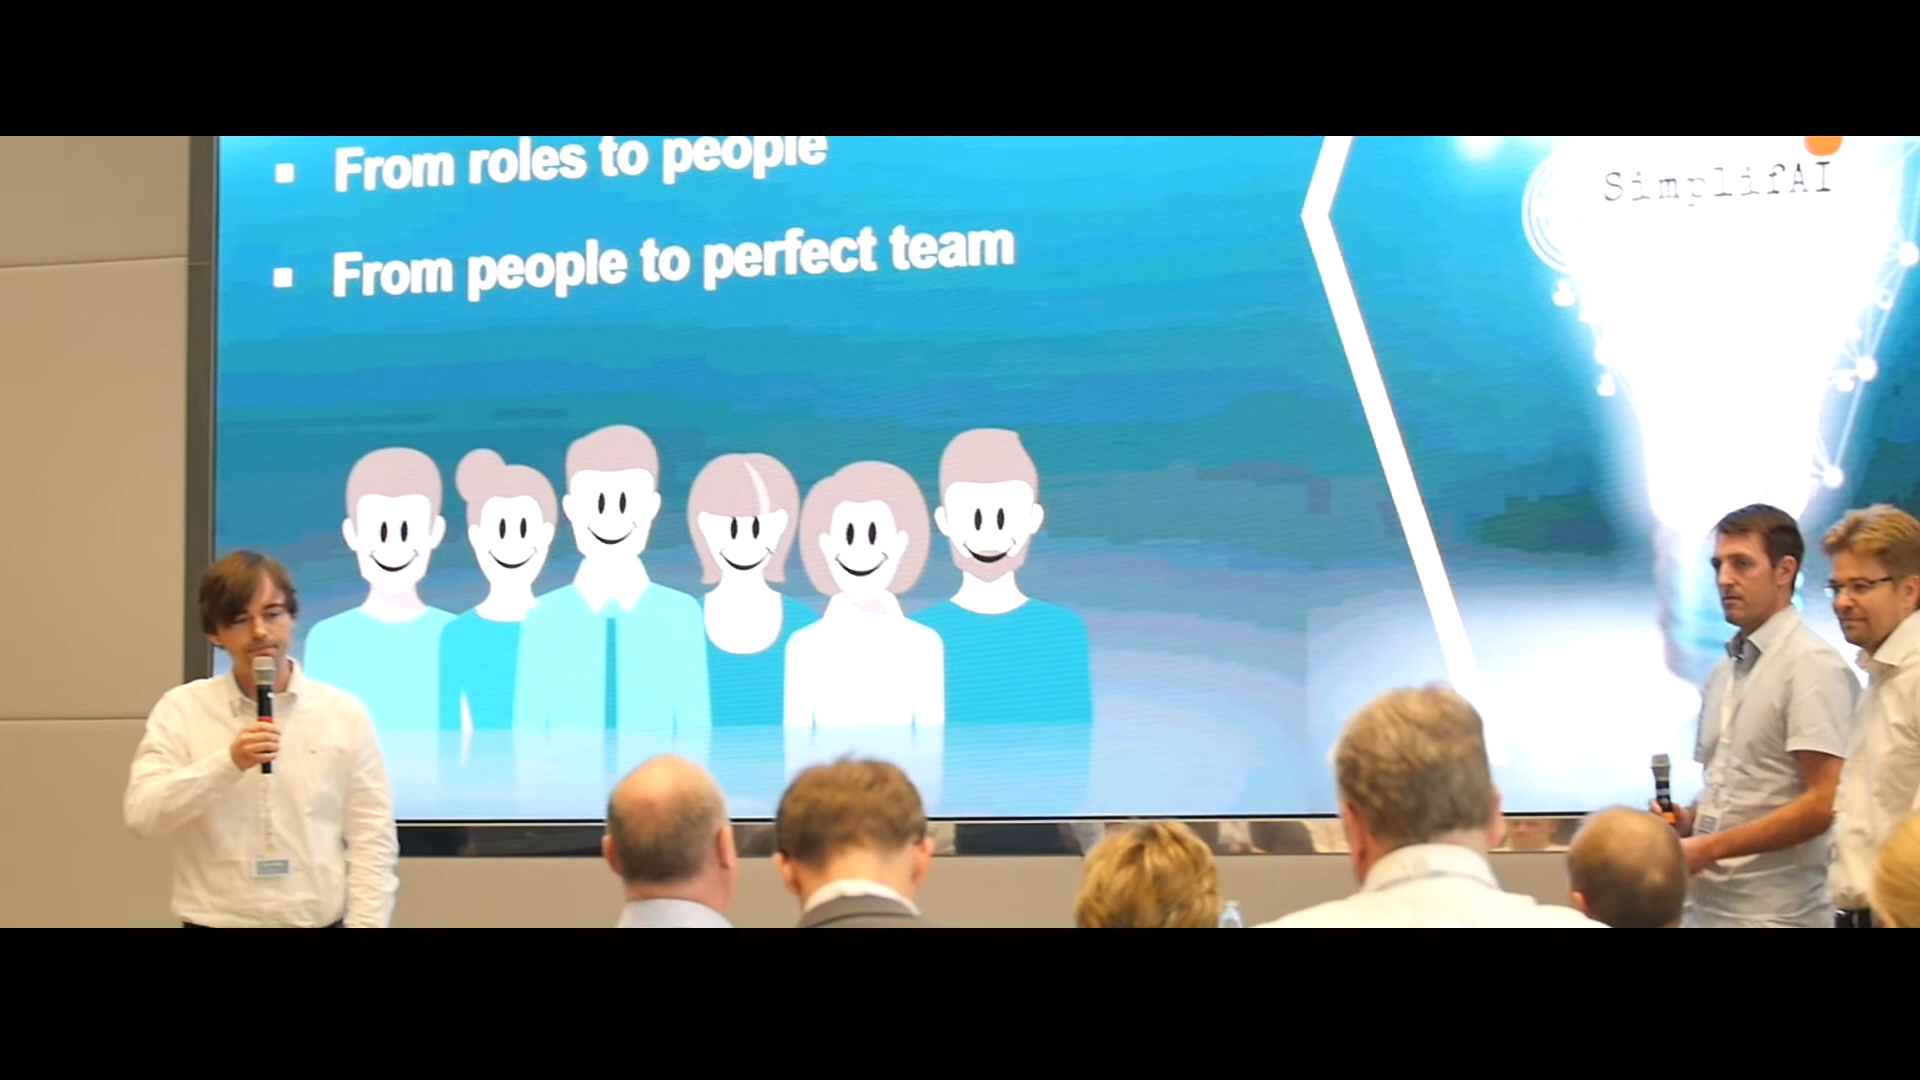 From roles to people
From people to perfect team
SimplifAI